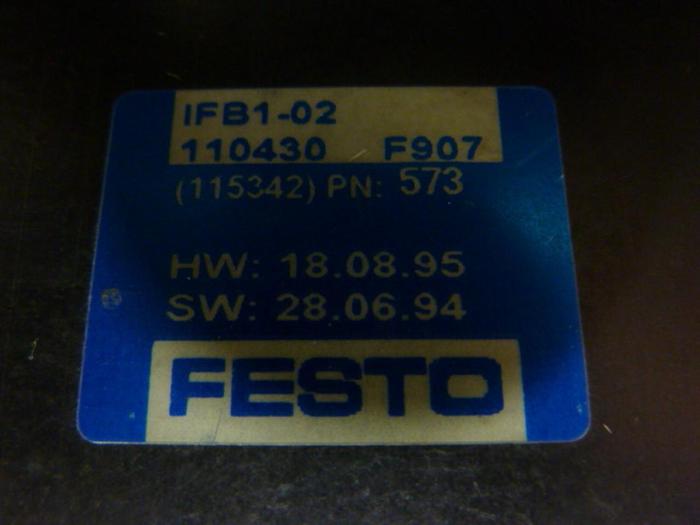 IFB1-02
110430 F907
(115342) PN: 573
HW: 18.08.95
SW: 28.06.94
FESTO